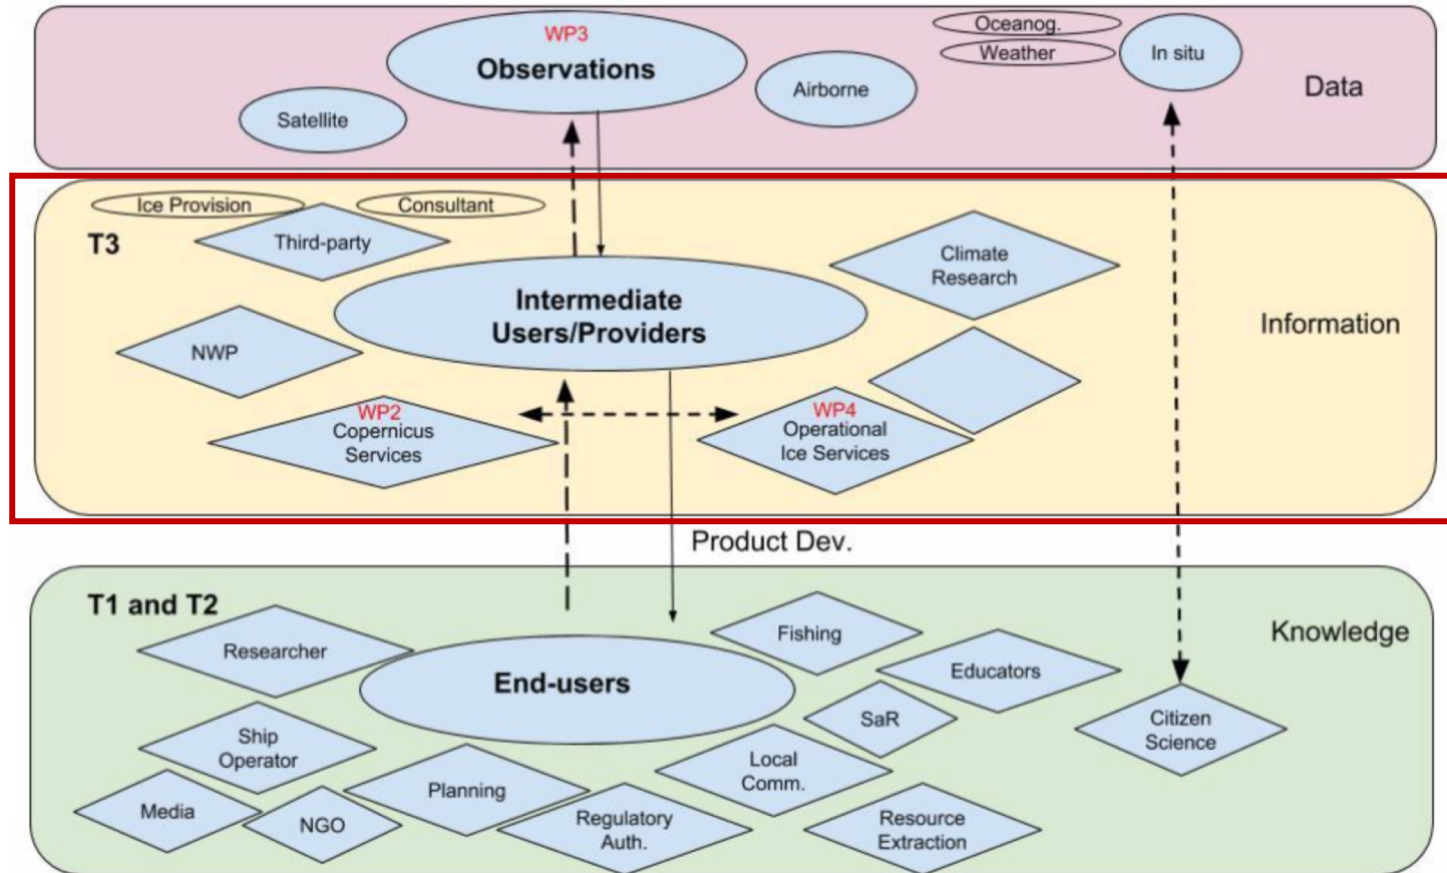 WP3
Observations
Oceanog.
Weather
In situ
Airborne
Satellite
Data
Ice Provision
Consultant
T3
Third-party
Climate
Research
Intermediate
Users/Providers
Information
NWP
WP2
Copernicus
Services
WP4
Operational
Ice Services
Product Dev.
T1 and T2
Knowledge
Researcher
Fishing
Educators
End-users
SaR
Citizen
Science
Ship
Operator
Local
Comm.
Planning
Media
NGO
Regulatory
Auth.
Resource
Extraction